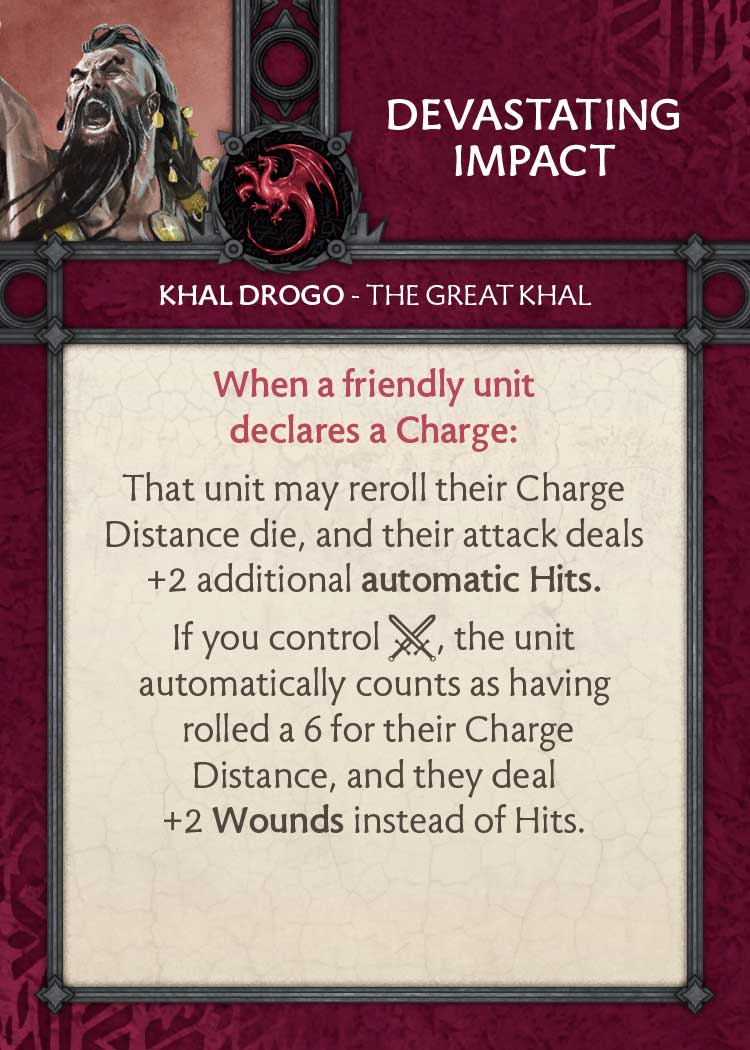 DEVASTATING
IMPACT
KHAL DROGO - THE GREAT KHAL
When a friendly unit
declares a Charge:
That unit may reroll their Charge
Distance die, and their attack deals
+2 additional automatic Hits.
If you control , the unit
automatically counts as having
rolled a 6 for their Charge
Distance, and they deal
+2 Wounds instead of Hits.